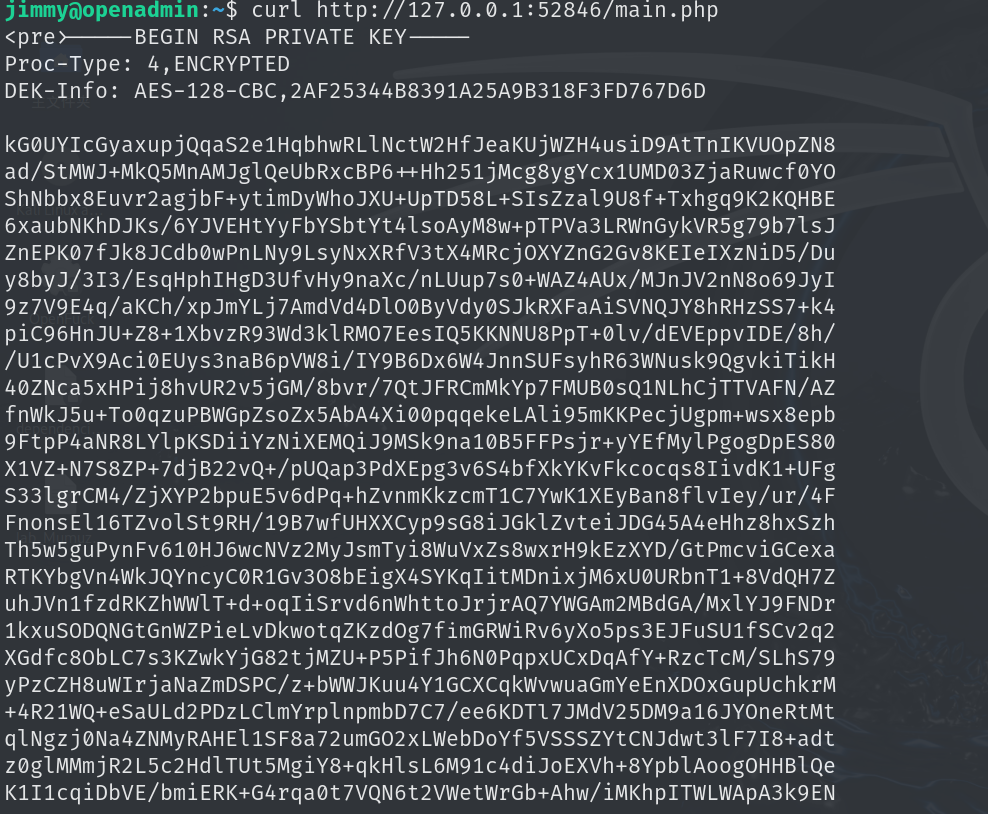 jimmy@openadmin:~$ curl http://127.0.0.1:52846/main.php
<pre>-----BEGIN RSA PRIVATE KEY-----
Proc-Type: 4,ENCRYPTED
DEK-Info: AES-128-CBC,2AF25344B8391A25A9B318F3FD767D6D

kG0UYIcGyaxupjQqaS2e1HqbhwRLlNctW2HfJeaKUjWZH4usiD9AtTnIKVUOpZN8
ad/StMWJ+MkQ5MnAMJglQeUbRxcBP6++Hh251jMcg8ygYcx1UMD03ZjaRuwcf0YO
ShNbbx8Euvr2agjbF+ytimDyWhoJXU+UpTD58L+SIsZzal9U8f+Txhgq9K2KQHBE
6xaubNKhDJKs/6YJVEHtYyFbYSbtYt4lsoAyM8w+pTPVa3LRWnGykVR5g79b7lsJ
ZnEPK07fJk8JCdb0wPnLNy9LsyNxXRfV3tX4MRcjOXYZnG2Gv8KEIeIXzNiD5/Du
y8byJ/3I3/EsqHphIHgD3UfvHy9naXc/nLUup7s0+WAZ4AUx/MJnJV2nN8o69JyI
9z7V9E4q/aKCh/xpJmYLj7AmdVd4DlO0ByVdy0SJkRXFaAiSVNQJY8hRHzSS7+k4
piC96HnJU+Z8+1XbvzR93Wd3klRMO7EesIQ5KKNNU8PpT+0lv/dEVEppvIDE/8h/
/U1cPvX9Aci0EUys3naB6pVW8i/IY9B6Dx6W4JnnSUFsyhR63WNusk9QgvkiTikH
40ZNca5xHPij8hvUR2v5jGM/8bvr/7QtJFRCmMkYp7FMUB0sQ1NLhCjTTVAFN/AZ
fnWkJ5u+To0qzuPBWGpZsoZx5AbA4Xi00pqqekeLAli95mKKPecjUgpm+wsx8epb
9FtpP4aNR8LYlpKSDiiYzNiXEMQiJ9MSk9na10B5FFPsjr+yYEfMylPgogDpES80
X1VZ+N7S8ZP+7djB22vQ+/pUQap3PdXEpg3v6S4bfXkYKvFkcocqs8IivdK1+UFg
S33lgrCM4/ZjXYP2bpuE5v6dPq+hZvnmKkzcmT1C7YwK1XEyBan8flvIey/ur/4F
FnonsEl16TZvolSt9RH/19B7wfUHXXCyp9sG8iJGklZvteiJDG45A4eHhz8hxSzh
Th5w5guPynFv610HJ6wcNVz2MyJsmTyi8WuVxZs8wxrH9kEzXYD/GtPmcviGCexa
RTKYbgVn4WkJQYncyC0R1Gv3O8bEigX4SYKqIitMDnixjM6xU0URbnT1+8VdQH7Z
uhJVn1fzdRKZhWWlT+d+oqIiSrvd6nWhttoJrjrAQ7YWGAm2MBdGA/MxlYJ9FNDr
1kxuSODQNGtGnWZPieLvDkwotqZKzdOg7fimGRWiRv6yXo5ps3EJFuSU1fSCv2q2
XGdfc8ObLC7s3KZwkYjG82tjMZU+P5PifJh6N0PqpxUCxDqAfY+RzcTcM/SLhS79
yPzCZH8uWIrjaNaZmDSPC/z+bWWJKuu4Y1GCXCqkWvwuaGmYeEnXDOxGupUchkrM
+4R21WQ+eSaULd2PDzLClmYrplnpmbD7C7/ee6KDTl7JMdV25DM9a16JYOneRtMt
qlNgzj0Na4ZNMyRAHEl1SF8a72umGO2xLWebDoYf5VSSSZYtCNJdwt3lF7I8+adt
z0glMMmjR2L5c2HdlTUt5MgiY8+qkHlsL6M91c4diJoEXVh+8YpblAoogOHHBlQe
K1I1cqiDbVE/bmiERK+G4rqa0t7VQN6t2VWetWrGb+Ahw/iMKhpITWLWApA3k9EN